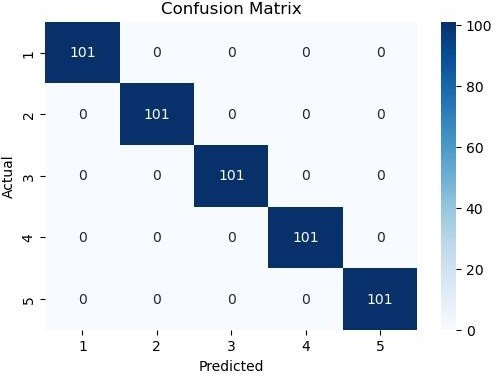 Confusion Matrix
1 101 0 0 0 0
2 0 101 0 0 0
3 0 0 101 0 0
4 0 0 0 101 0
5 0 0 0 0 101
1 2 3 4 5
Predicted
Actual
100
80
60
40
20
0